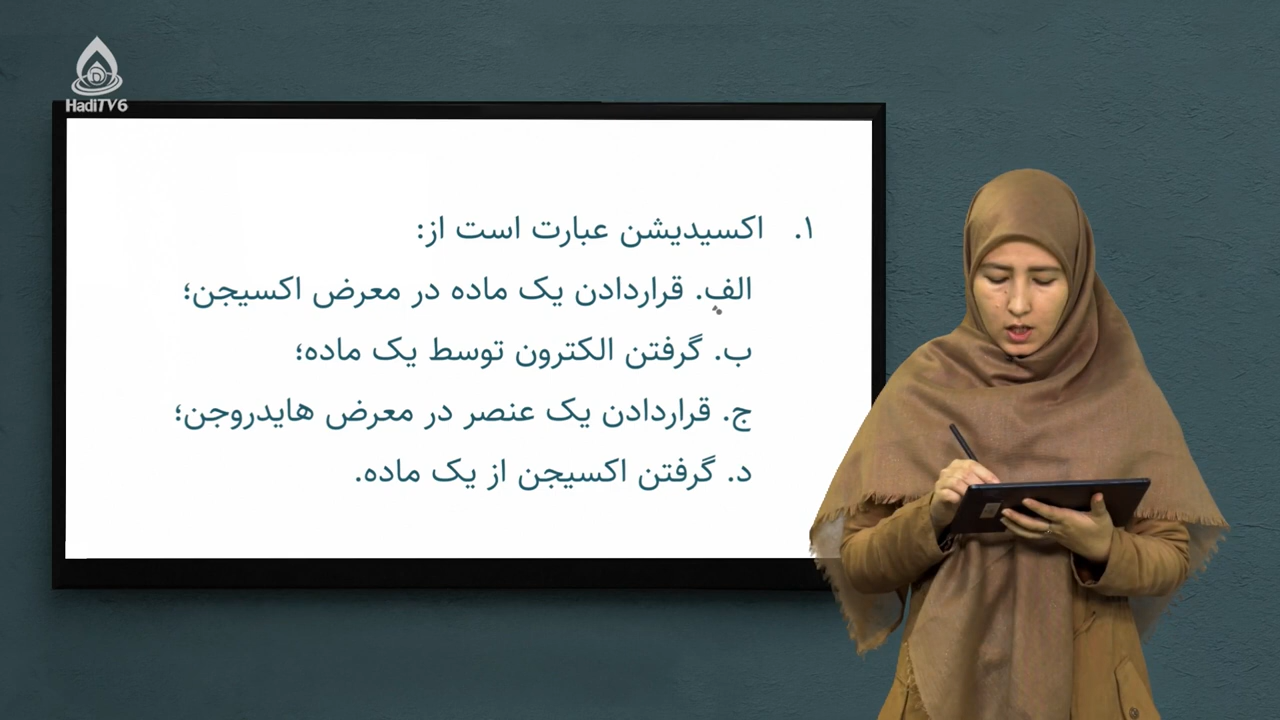 HadiTV6
۱. اکسیدیشن عبارت است از:
الف. قراردادن یک ماده در معرض اکسیجن؛
ب. گرفتن الکترون توسط یک ماده؛
ج. قراردادن یک عنصر در معرض هایدروجن؛
د. گرفتن اکسیجن از یک ماده.